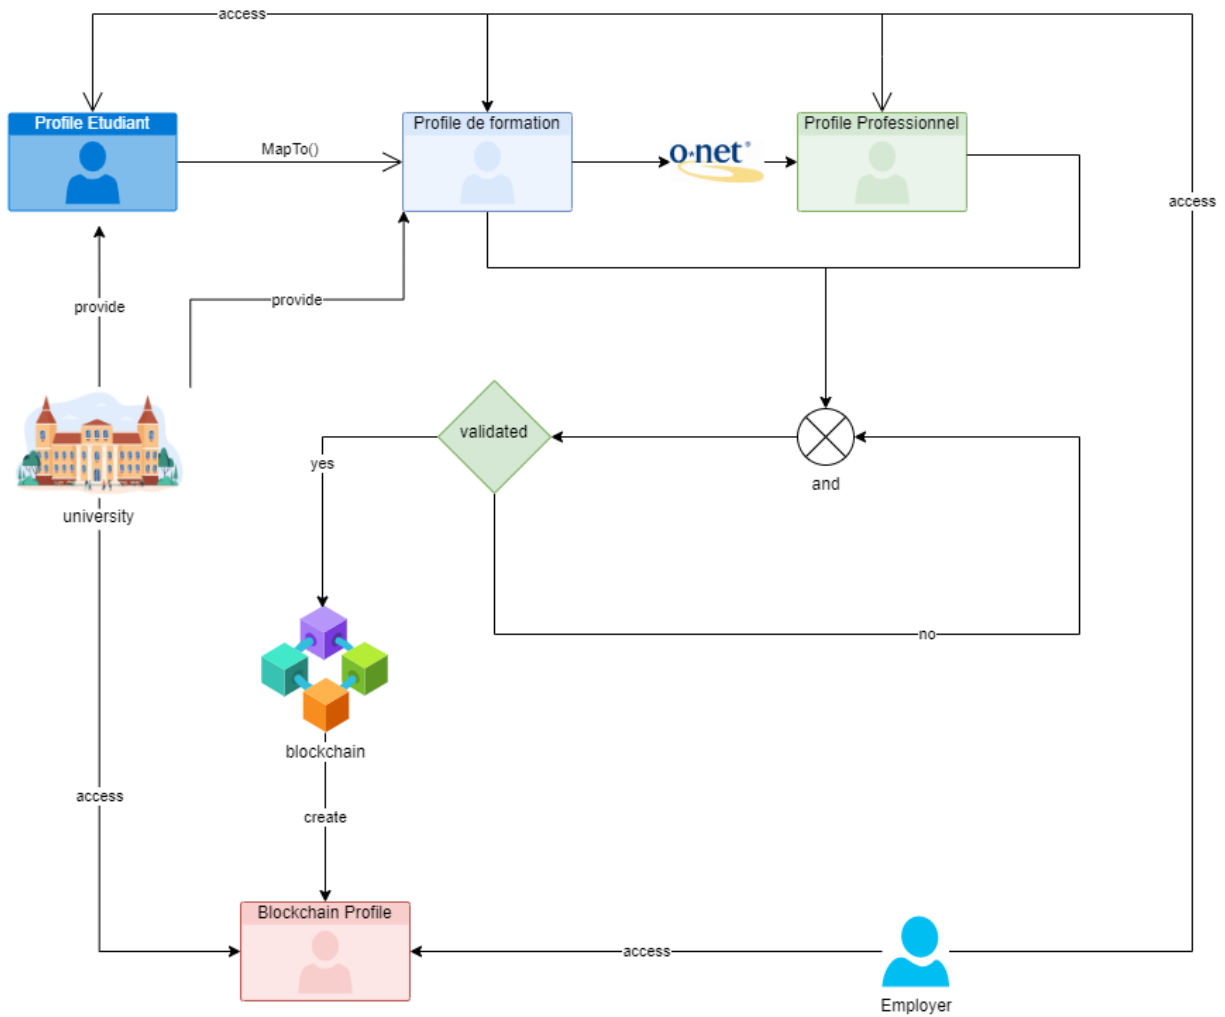 access
Profile Etudiant
Profile de formation
Profile Professionnel
MapTo()
o*net®
access
provide
provide
validated
and
yes
university
no
blockchain
access
create
Blockchain Profile
access
Employer